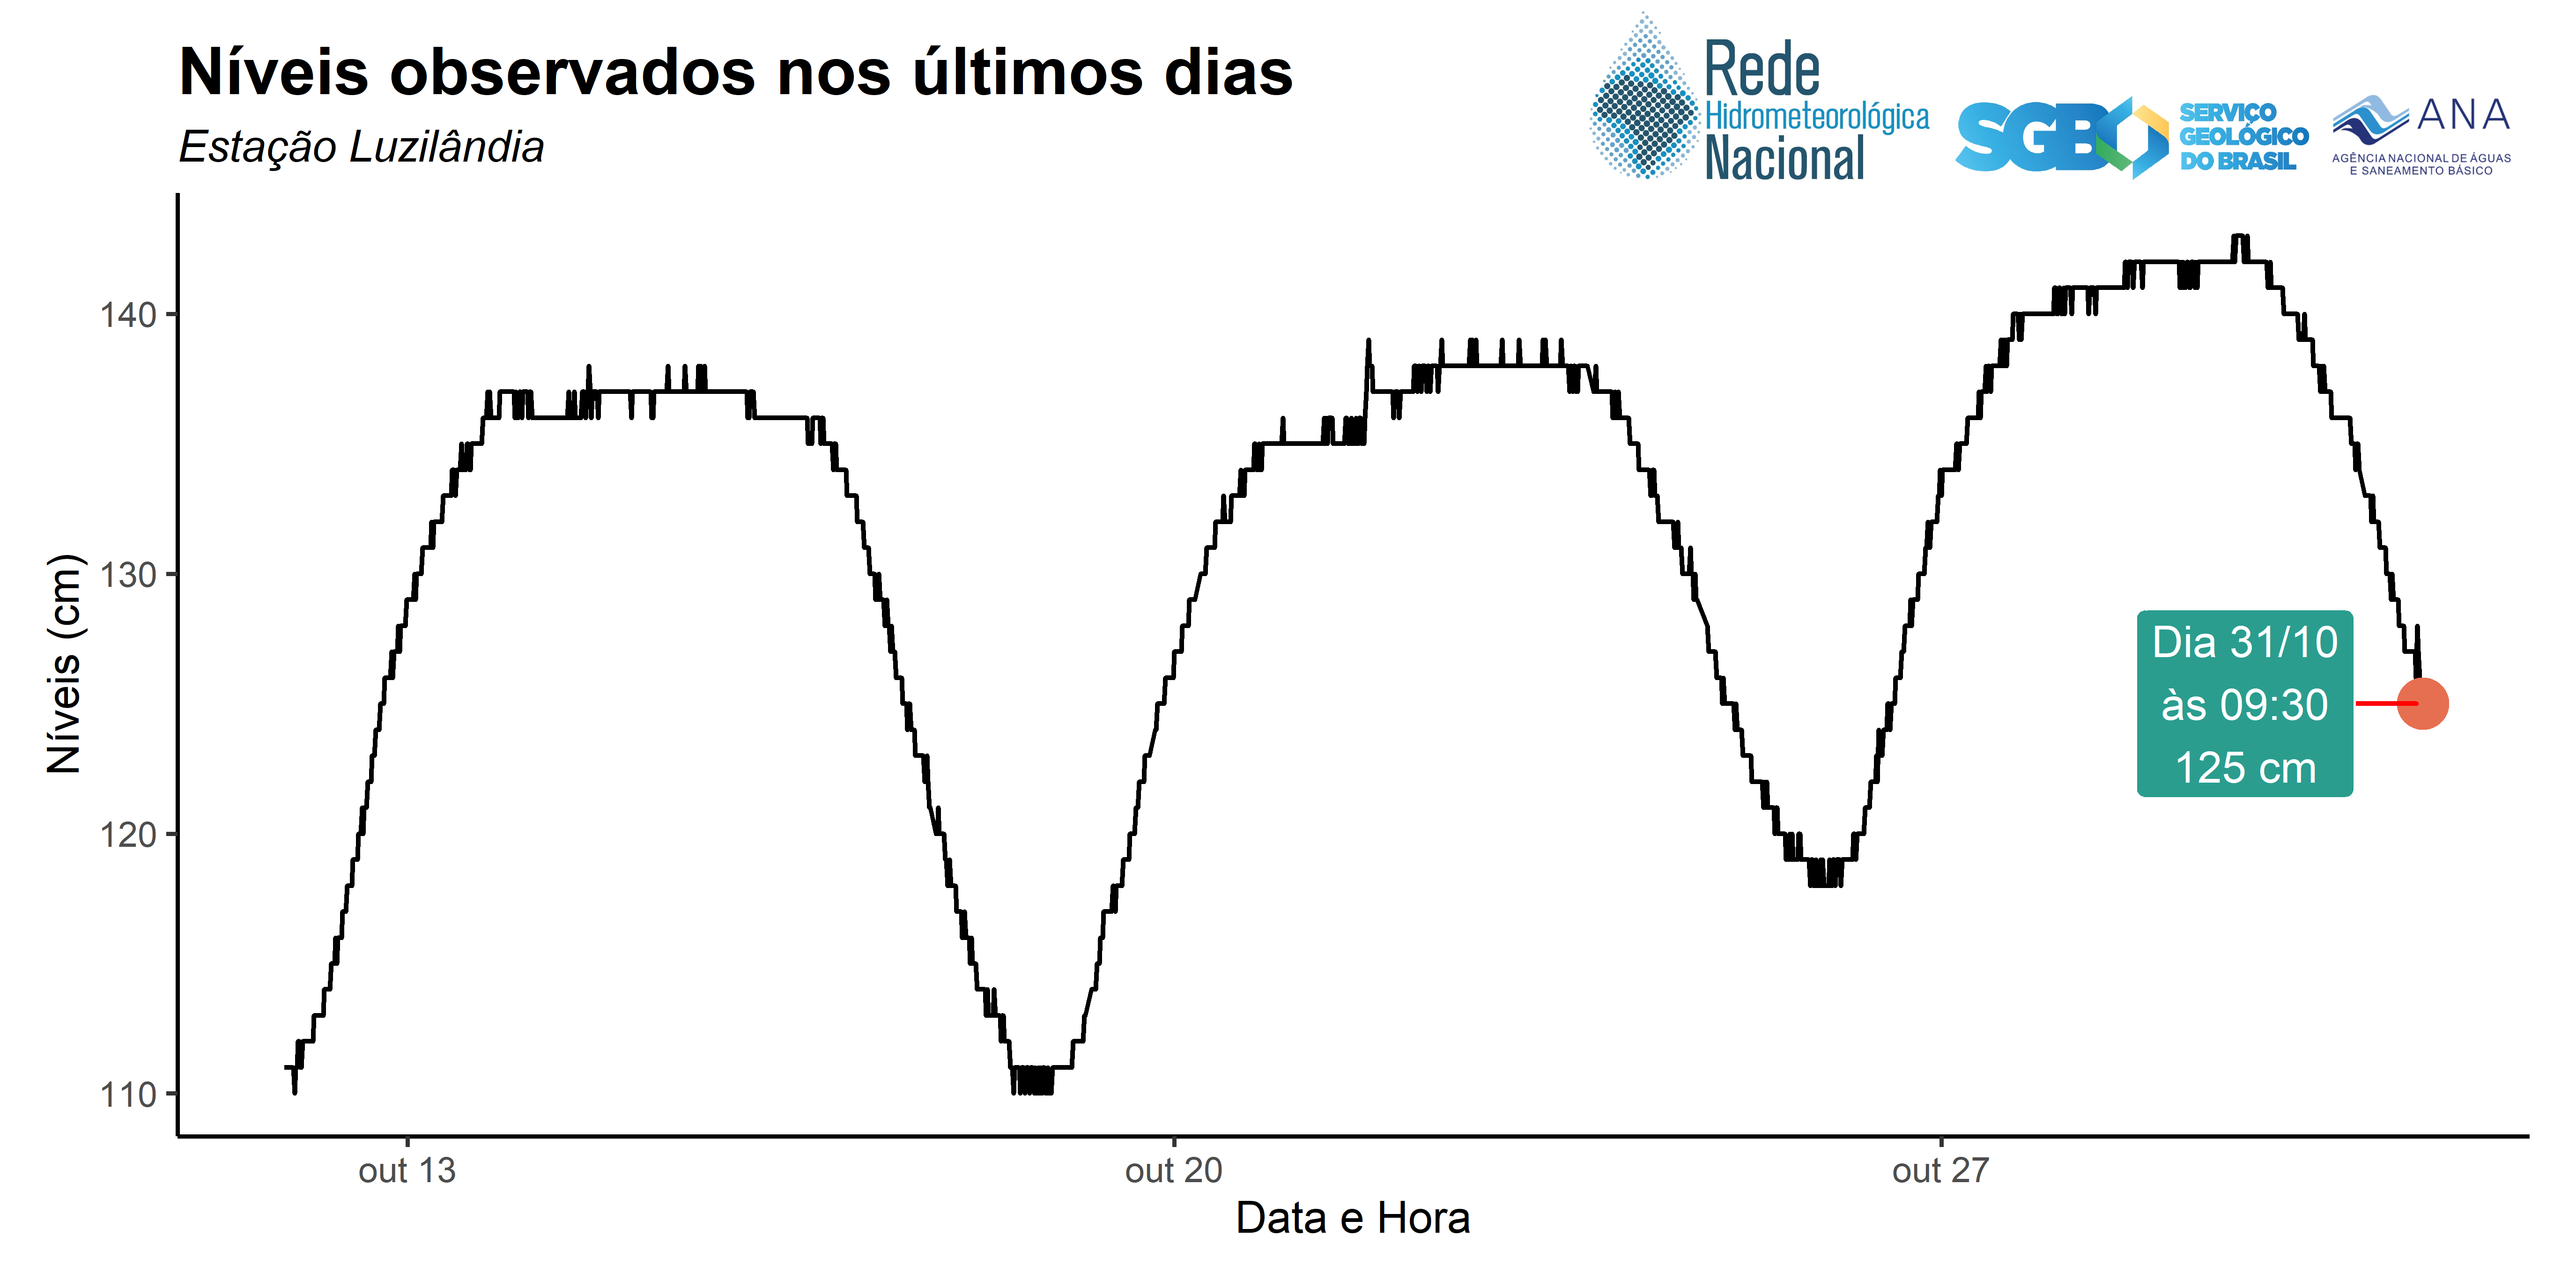 Níveis observados nos últimos dias
Estação Luzilândia
Rede
Hidrometeorológica
Nacional
SGB
SERVIÇO
GEOLÓGICO
DO BRASIL
ANA
AGÊNCIA NACIONAL DE ÁGUAS
E SANEAMENTO BÁSICO
Níveis (cm)
140
130
120
110
Dia 31/10
às 09:30
125 cm
out 13
out 20
out 27
Data e Hora